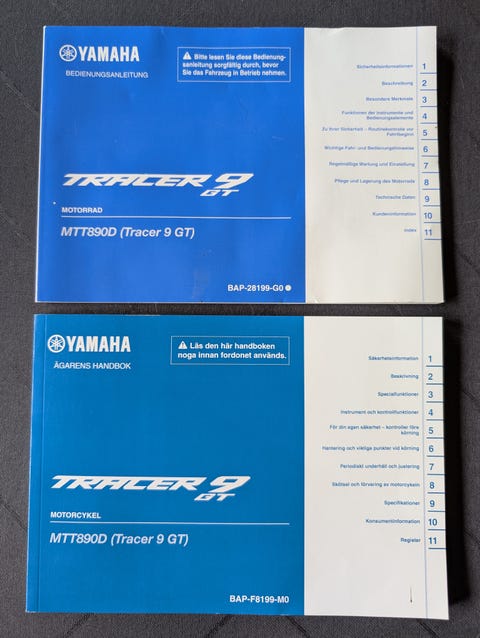 YAMAHA
BEDIENUNGSANLEITUNG
Bitte lesen Sie diese Bedienung-
sanleitung sorgfältig durch, bevor
Sie das Fahrzeug in Betrieb nehmen.
TRACER 9
GT
MOTORRAD
MTT890D (Tracer 9 GT)
BAP-28199-G0
Sicherheitsinformationen 1
Beschreibung 2
Besondere Merkmale 3
Funktionen der Instrumente und
Bedienungselemente 4
Zu Ihrer Sicherheit – Routinekontrolle vor
Fahrtbeginn 5
Wichtige Fahr- und Bedienungshinweise 6
Regelmäßige Wartung und Einstellung 7
Pflege und Lagerung des Motorrads 8
Technische Daten 9
Kundeninformation 10
Index 11
YAMAHA
ÄGARENS HANDBOK
Läs den här handboken
noga innan fordonet används.
TRACER 9
GT
MOTORCYKEL
MTT890D (Tracer 9 GT)
BAP-F8199-M0
Säkerhetsinformation 1
Beskrivning 2
Specialfunktioner 3
Instrument och kontrollfunktioner 4
För din egen säkerhet – kontroller före
körning 5
Hantering och viktiga punkter vid körning 6
Periodiskt underhåll och justering 7
Skötsel och förvaring av motorcykeln 8
Specifikationer 9
Konsumentinformation 10
Register 11